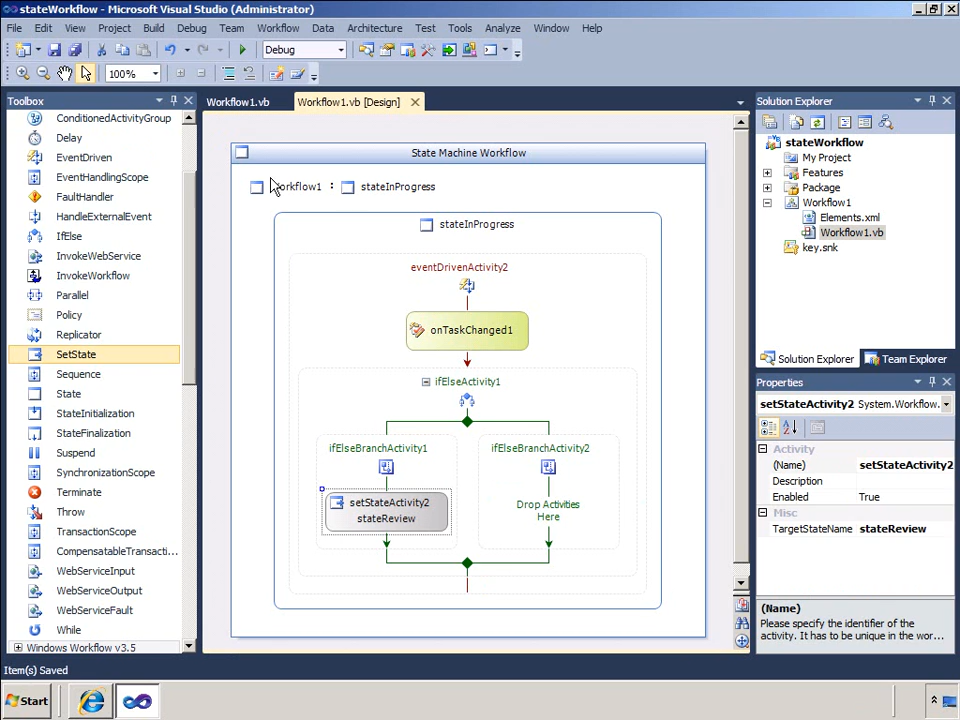 stateWorkflow - Microsoft Visual Studio (Administrator)
File Edit View Project Build Debug Team Workflow Data Architecture Test Tools Analyze Window Help
Debug
100%
Toolbox
ConditionedActivityGroup
Delay
EventDriven
EventHandlingScope
FaultHandler
HandleExternalEvent
IfElse
InvokeWebService
InvokeWorkflow
Parallel
Policy
Replicator
SetState
Sequence
State
StateInitialization
StateFinalization
Suspend
SynchronizationScope
Terminate
Throw
TransactionScope
CompensatableTransacti...
WebServiceInput
WebServiceOutput
WebServiceFault
While
Windows Workflow v3.5
Workflow1.vb Workflow1.vb [Design]
State Machine Workflow
orkflow1 : stateInProgress
stateInProgress
eventDrivenActivity2
onTaskChanged1
ifElseActivity1
ifElseBranchActivity1 ifElseBranchActivity2
setStateActivity2
stateReview
Drop Activities
Here
Solution Explorer
stateWorkflow
My Project
Features
Package
Workflow1
Elements.xml
Workflow1.vb
key.snk
Solution Explorer Team Explorer
Properties
setStateActivity2 System.Workflow.
Activity
(Name) setStateActivity2
Description
Enabled True
Misc
TargetStateName stateReview
(Name)
Please specify the identifier of the
activity. It has to be unique in the wor...
Item(s) Saved
Start